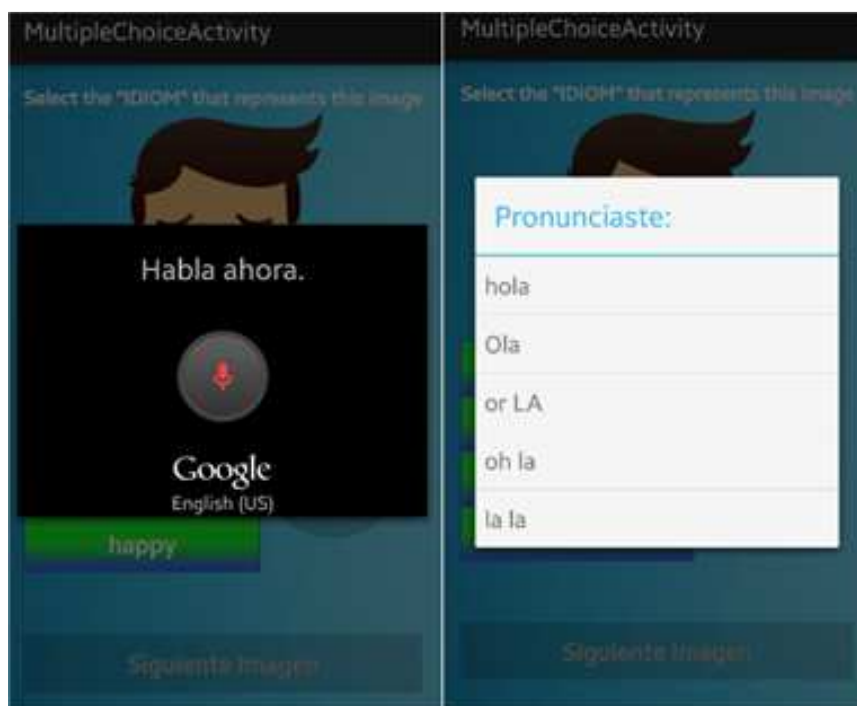 MultipleChoiceActivity
Select the "IDIOM" that represents this image
Habla ahora.
Google
English (US)
happy
Siguiente Imagen
MultipleChoiceActivity
Select the "IDIOM" that represents this image
Pronunciaste:
hola
Ola
or LA
oh la
la la
Siguiente Imagen